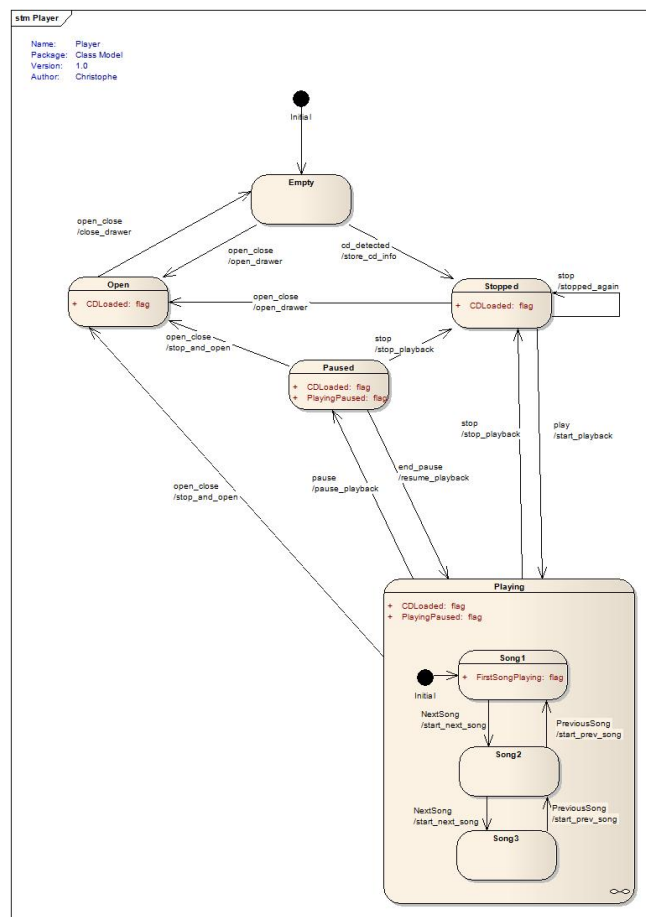 stm Player
Name: Player
Package: Class Model
Version: 1.0
Author: Christophe
Initial
Empty
open_close
/close_drawer
open_close
/open_drawer
cd_detected
/store_cd_info
Open
+ CDLoaded: flag
open_close
/open_drawer
Stopped
+ CDLoaded: flag
stop
/stopped_again
open_close
/stop_and_open
stop
/stop_playback
Paused
+ CDLoaded: flag
+ PlayingPaused: flag
stop
/stop_playback
play
/start_playback
open_close
/stop_and_open
pause
/pause_playback
end_pause
/resume_playback
Playing
+ CDLoaded: flag
+ PlayingPaused: flag
Initial
Song1
+ FirstSongPlaying: flag
NextSong
/start_next_song
PreviousSong
/start_prev_song
Song2
NextSong
/start_next_song
PreviousSong
/start_prev_song
Song3